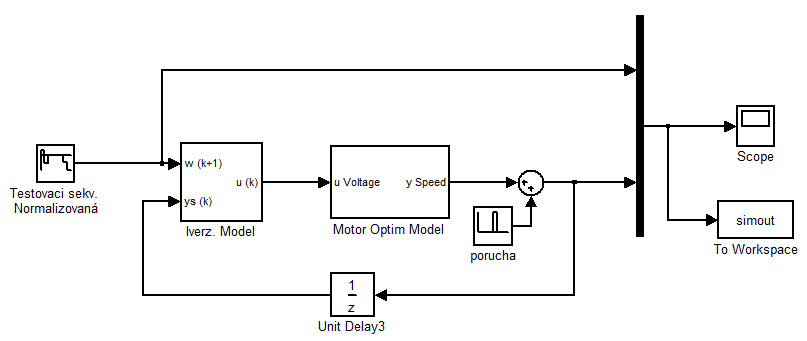 Testovaci sekv.
Normalizovaná
w (k+1)
ys (k)
u (k)
Iverz. Model
u Voltage
y Speed
Motor Optim Model
porucha
1
z
Unit Delay3
Scope
simout
To Workspace